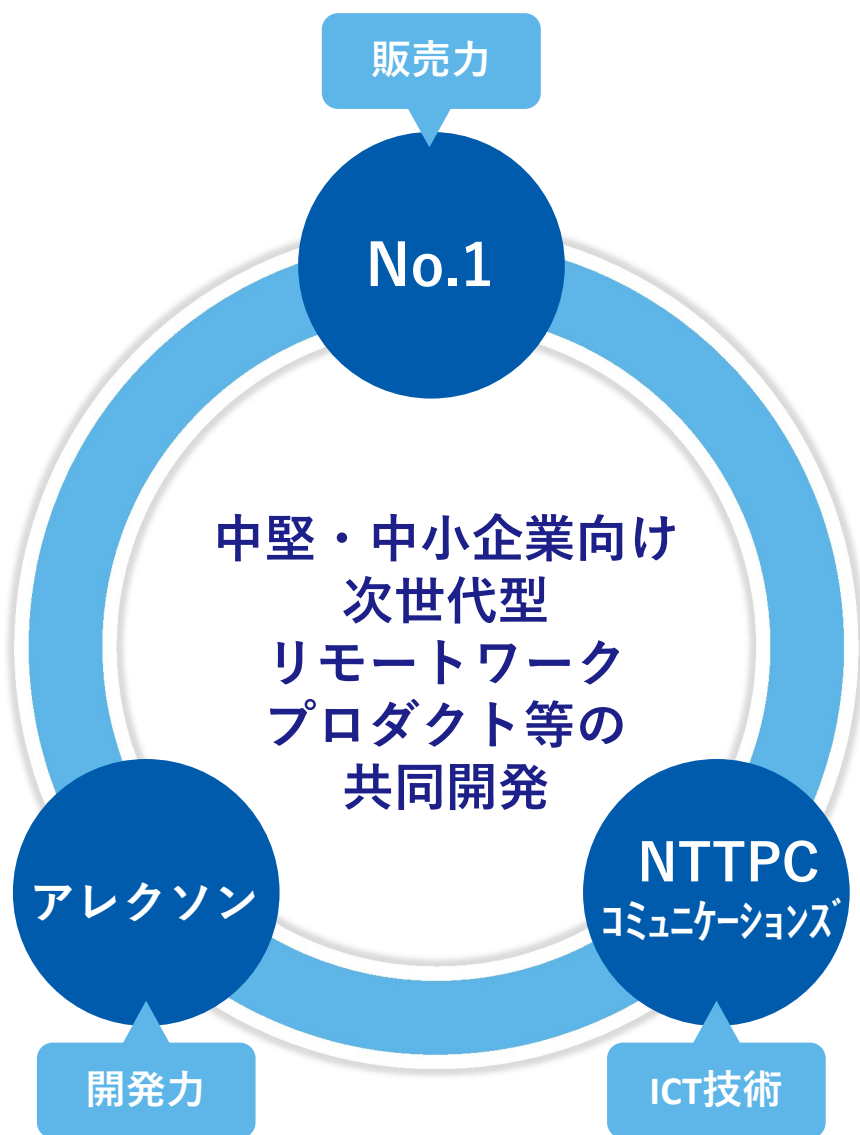 販売力
No.1
中堅・中小企業向け
次世代型
リモートワーク
プロダクト等の
共同開発
アレクソン
NTTPC
コミュニケーションズ
開発力
ICT技術